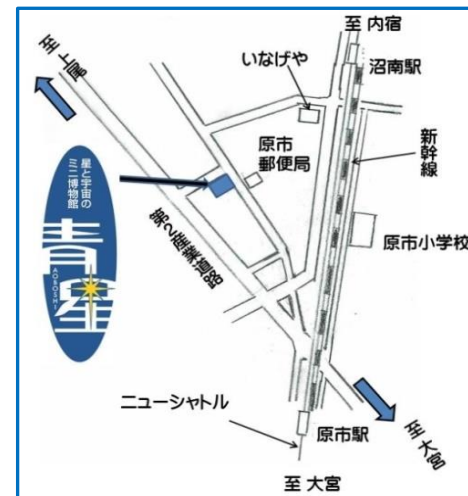 至 内宿
至上尾
いなげや
沼南駅
新幹線
原市
郵便局
星と宇宙の
ミニ博物館
青星
AOBOSHI
第2産業道路
原市小学校
ニューシャトル
原市駅
至 大宮
至 大宮